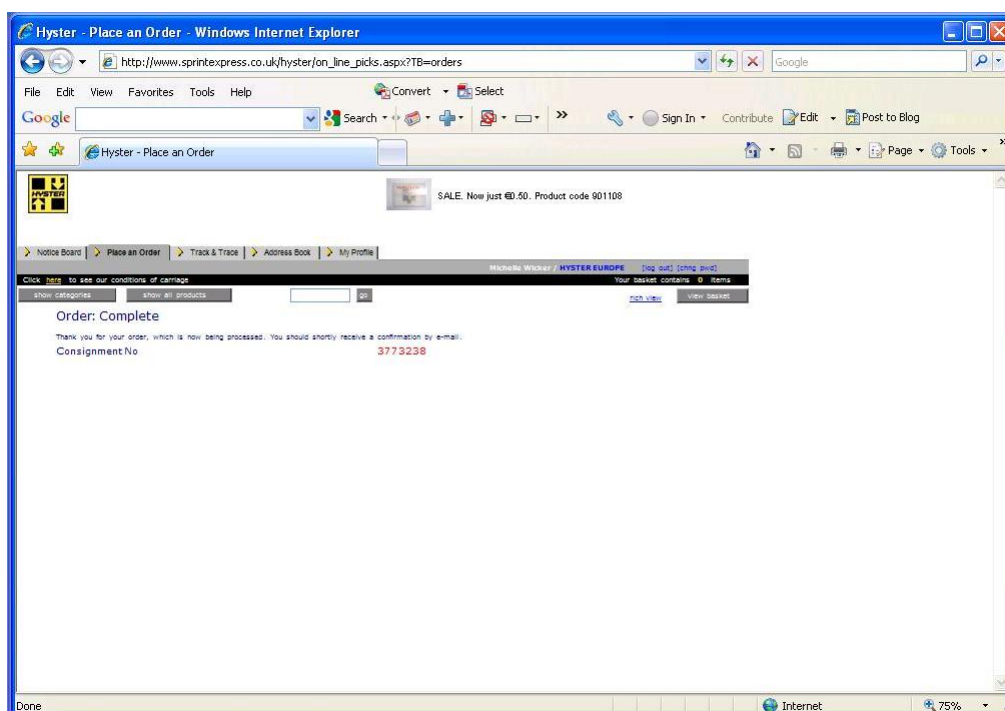 Hyster - Place an Order - Windows Internet Explorer
http://www.sprintexpress.co.uk/hyster/on_line_picks.aspx?TB=orders
Google
File Edit View Favorites Tools Help Convert Select
Google Search Sign In Contribute Edit Post to Blog
Hyster - Place an Order Page Tools
HYSTER
SALE. Now just €0.50. Product code 901108
Notice Board Place an Order Track & Trace Address Book My Profile
Michelle Wicker / HYSTER EUROPE [log out] [chng pwd]
Click here to see our conditions of carriage Your basket contains 0 items
show categories show all products go rich view view basket
Order: Complete
Thank you for your order, which is now being processed. You should shortly receive a confirmation by e-mail.
Consignment No 3773238
Done Internet 75%